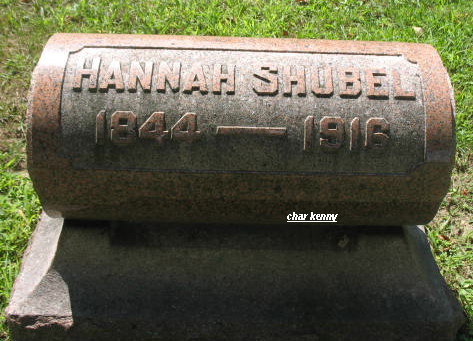 HANNAH SHUBEL
1844 — 1916
char kenny